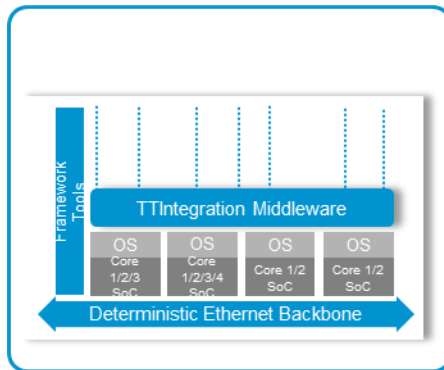 Framework
Tools
TTIntegration Middleware
OS
Core
1/2/3
SoC
OS
Core
1/2/3/4
SoC
OS
Core 1/2
SoC
OS
Core 1/2
SoC
Deterministic Ethernet Backbone